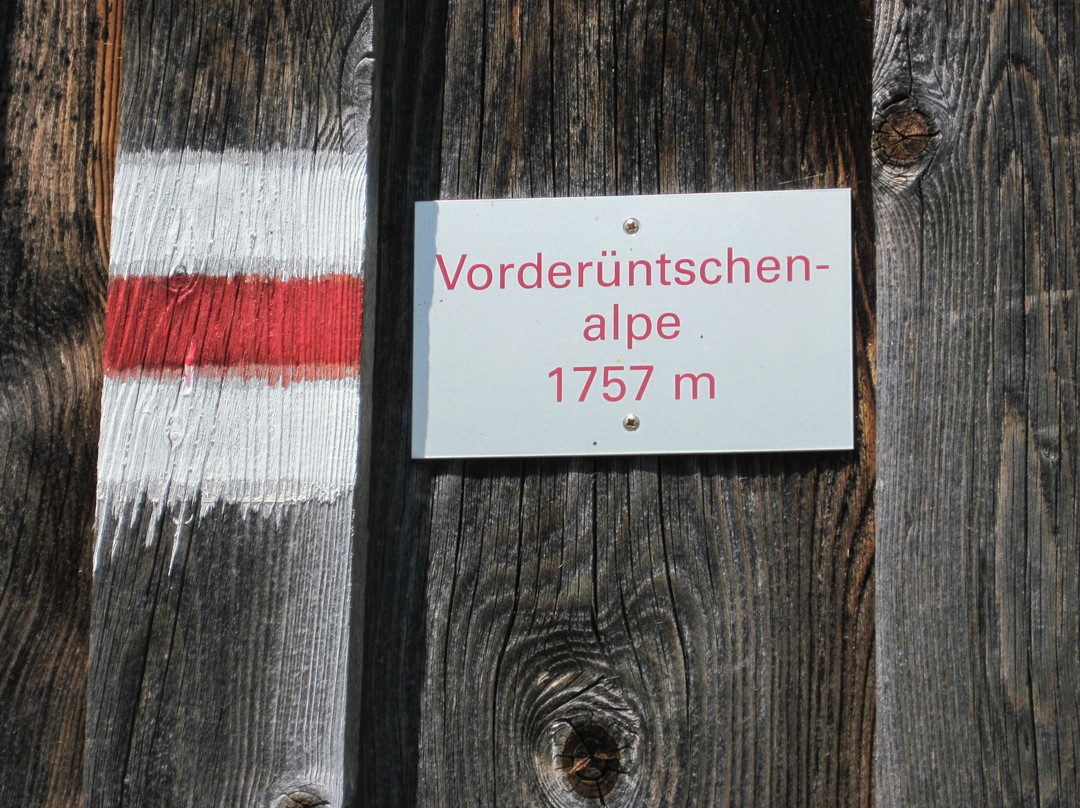 Vorderüntschen-
alpe
1757 m